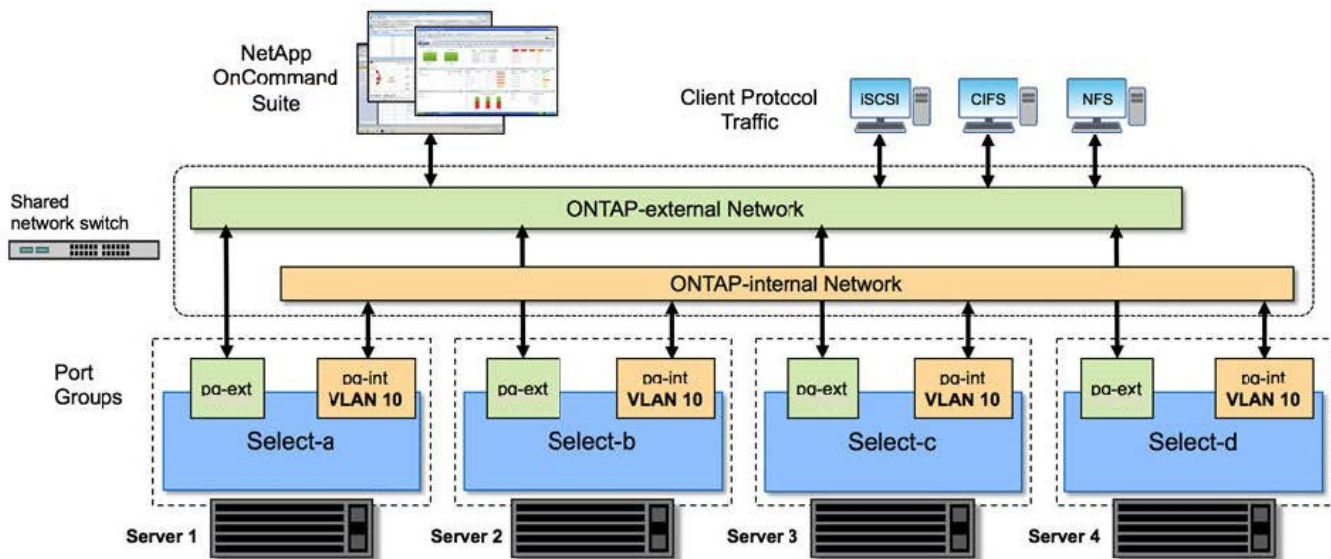 NetApp
OnCommand
Suite
Client Protocol
Traffic
iSCSI
CIFS
NFS
Shared
network switch
ONTAP-external Network
ONTAP-internal Network
Port
Groups
pg-ext
pg-int
VLAN 10
Select-a
pg-ext
pg-int
VLAN 10
Select-b
pg-ext
pg-int
VLAN 10
Select-c
pg-ext
pg-int
VLAN 10
Select-d
Server 1
Server 2
Server 3
Server 4